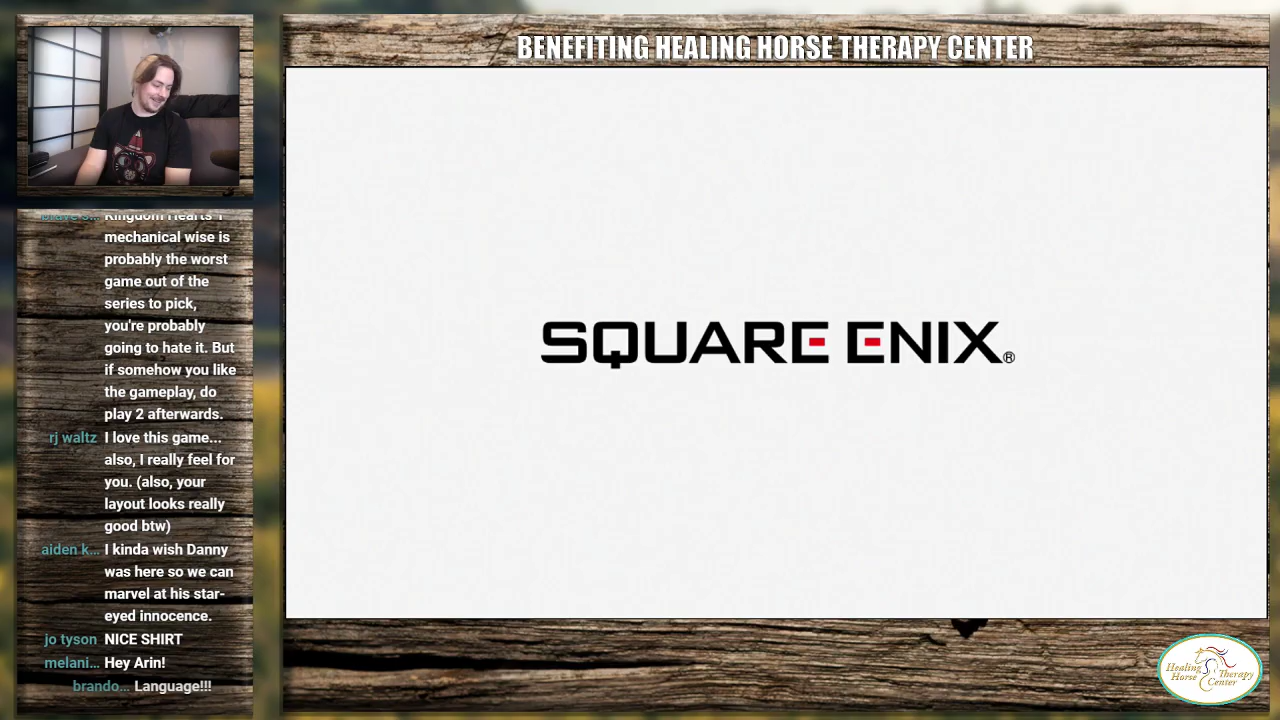 BENEFITING HEALING HORSE THERAPY CENTER
SQUARE ENIX®
Kingdom Hearts 1
mechanical wise is
probably the worst
game out of the
series to pick,
you're probably
going to hate it. But
if somehow you like
the gameplay, do
play 2 afterwards.
rj waltz I love this game...
also, I really feel for
you. (also, your
layout looks really
good btw)
aiden k... I kinda wish Danny
was here so we can
marvel at his star-
eyed innocence.
jo tyson NICE SHIRT
melani... Hey Arin!
brando... Language!!!
Healing Therapy
Horse Center